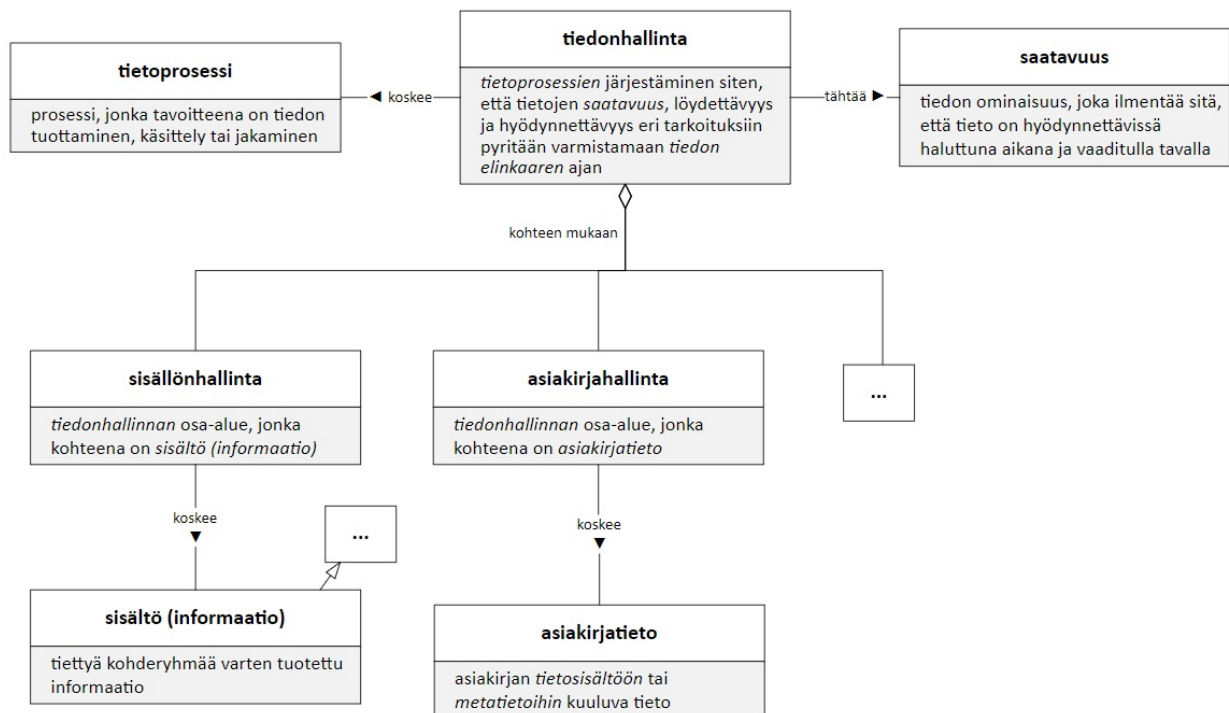 tietoprosessi
prosessi, jonka tavoitteena on tiedon
tuottaminen, käsittely tai jakaminen
◄ koskee
tiedonhallinta
tietoprosessien järjestäminen siten,
että tietojen saatavuus, löydettävyys
ja hyödynnettävyys eri tarkoituksiin
pyritään varmistamaan tiedon
elinkaaren ajan
tähtää ►
saatavuus
tiedon ominaisuus, joka ilmentää sitä,
että tieto on hyödynnettävissä
haluttuna aikana ja vaaditulla tavalla
kohteen mukaan
sisällönhallinta
tiedonhallinnan osa-alue, jonka
kohteena on sisältö (informaatio)
asiakirjahallinta
tiedonhallinnan osa-alue, jonka
kohteena on asiakirjatieto
...
koskee
▼
...
koskee
▼
sisältö (informaatio)
tiettyä kohderyhmää varten tuotettu
informaatio
asiakirjatieto
asiakirjan tietosisältöön tai
metatietoihin kuuluva tieto